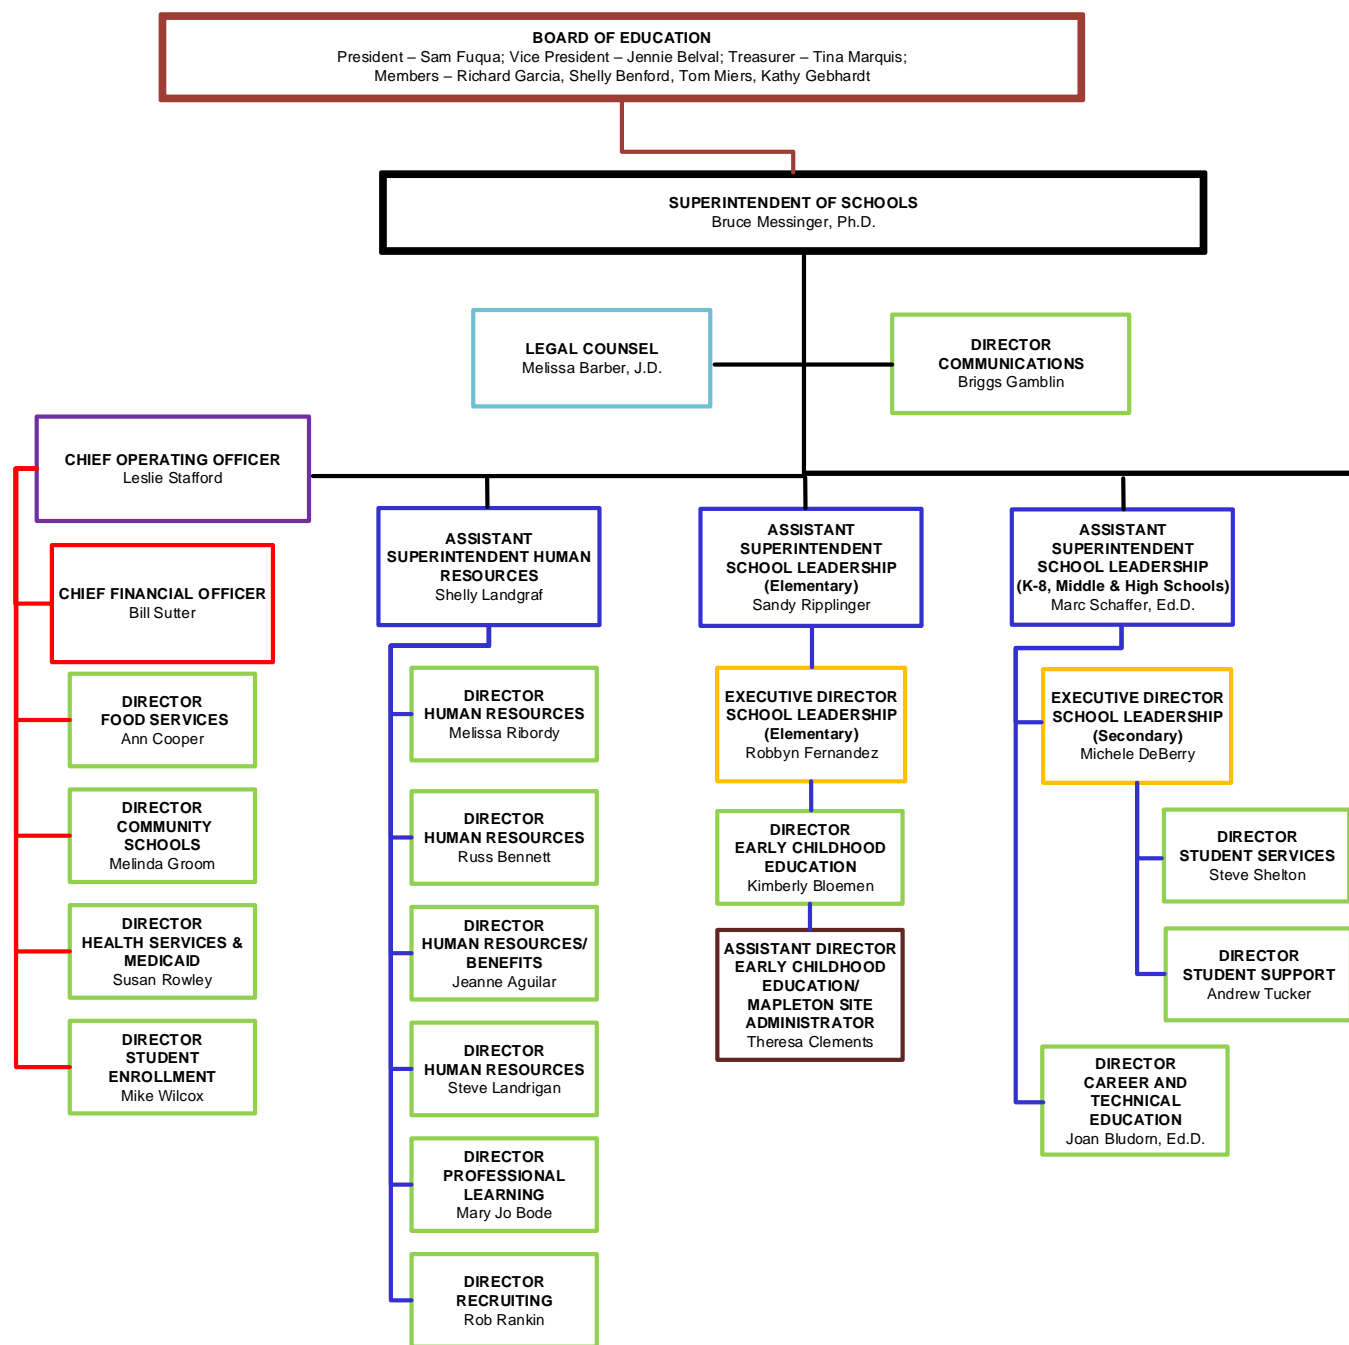 BOARD OF EDUCATION
President – Sam Fuqua; Vice President – Jennie Belval; Treasurer – Tina Marquis;
Members – Richard Garcia, Shelly Benford, Tom Miers, Kathy Gebhardt
SUPERINTENDENT OF SCHOOLS
Bruce Messinger, Ph.D.
LEGAL COUNSEL
Melissa Barber, J.D.
DIRECTOR
COMMUNICATIONS
Briggs Gamblin
CHIEF OPERATING OFFICER
Leslie Stafford
CHIEF FINANCIAL OFFICER
Bill Sutter
DIRECTOR
FOOD SERVICES
Ann Cooper
DIRECTOR
COMMUNITY
SCHOOLS
Melinda Groom
DIRECTOR
HEALTH SERVICES &
MEDICAID
Susan Rowley
DIRECTOR
STUDENT
ENROLLMENT
Mike Wilcox
ASSISTANT
SUPERINTENDENT HUMAN
RESOURCES
Shelly Landgraf
DIRECTOR
HUMAN RESOURCES
Melissa Ribordy
DIRECTOR
HUMAN RESOURCES
Russ Bennett
DIRECTOR
HUMAN RESOURCES/
BENEFITS
Jeanne Aguilar
DIRECTOR
HUMAN RESOURCES
Steve Landrigan
DIRECTOR
PROFESSIONAL
LEARNING
Mary Jo Bode
DIRECTOR
RECRUITING
Rob Rankin
ASSISTANT
SUPERINTENDENT
SCHOOL LEADERSHIP
(Elementary)
Sandy Ripplinger
EXECUTIVE DIRECTOR
SCHOOL LEADERSHIP
(Elementary)
Robbyn Fernandez
DIRECTOR
EARLY CHILDHOOD
EDUCATION
Kimberly Bloemen
ASSISTANT DIRECTOR
EARLY CHILDHOOD
EDUCATION/
MAPLETON SITE
ADMINISTRATOR
Theresa Clements
ASSISTANT
SUPERINTENDENT
SCHOOL LEADERSHIP
(K-8, Middle & High Schools)
Marc Schaffer, Ed.D.
EXECUTIVE DIRECTOR
SCHOOL LEADERSHIP
(Secondary)
Michele DeBerry
DIRECTOR
STUDENT SERVICES
Steve Shelton
DIRECTOR
STUDENT SUPPORT
Andrew Tucker
DIRECTOR
CAREER AND
TECHNICAL
EDUCATION
Joan Bludorn, Ed.D.